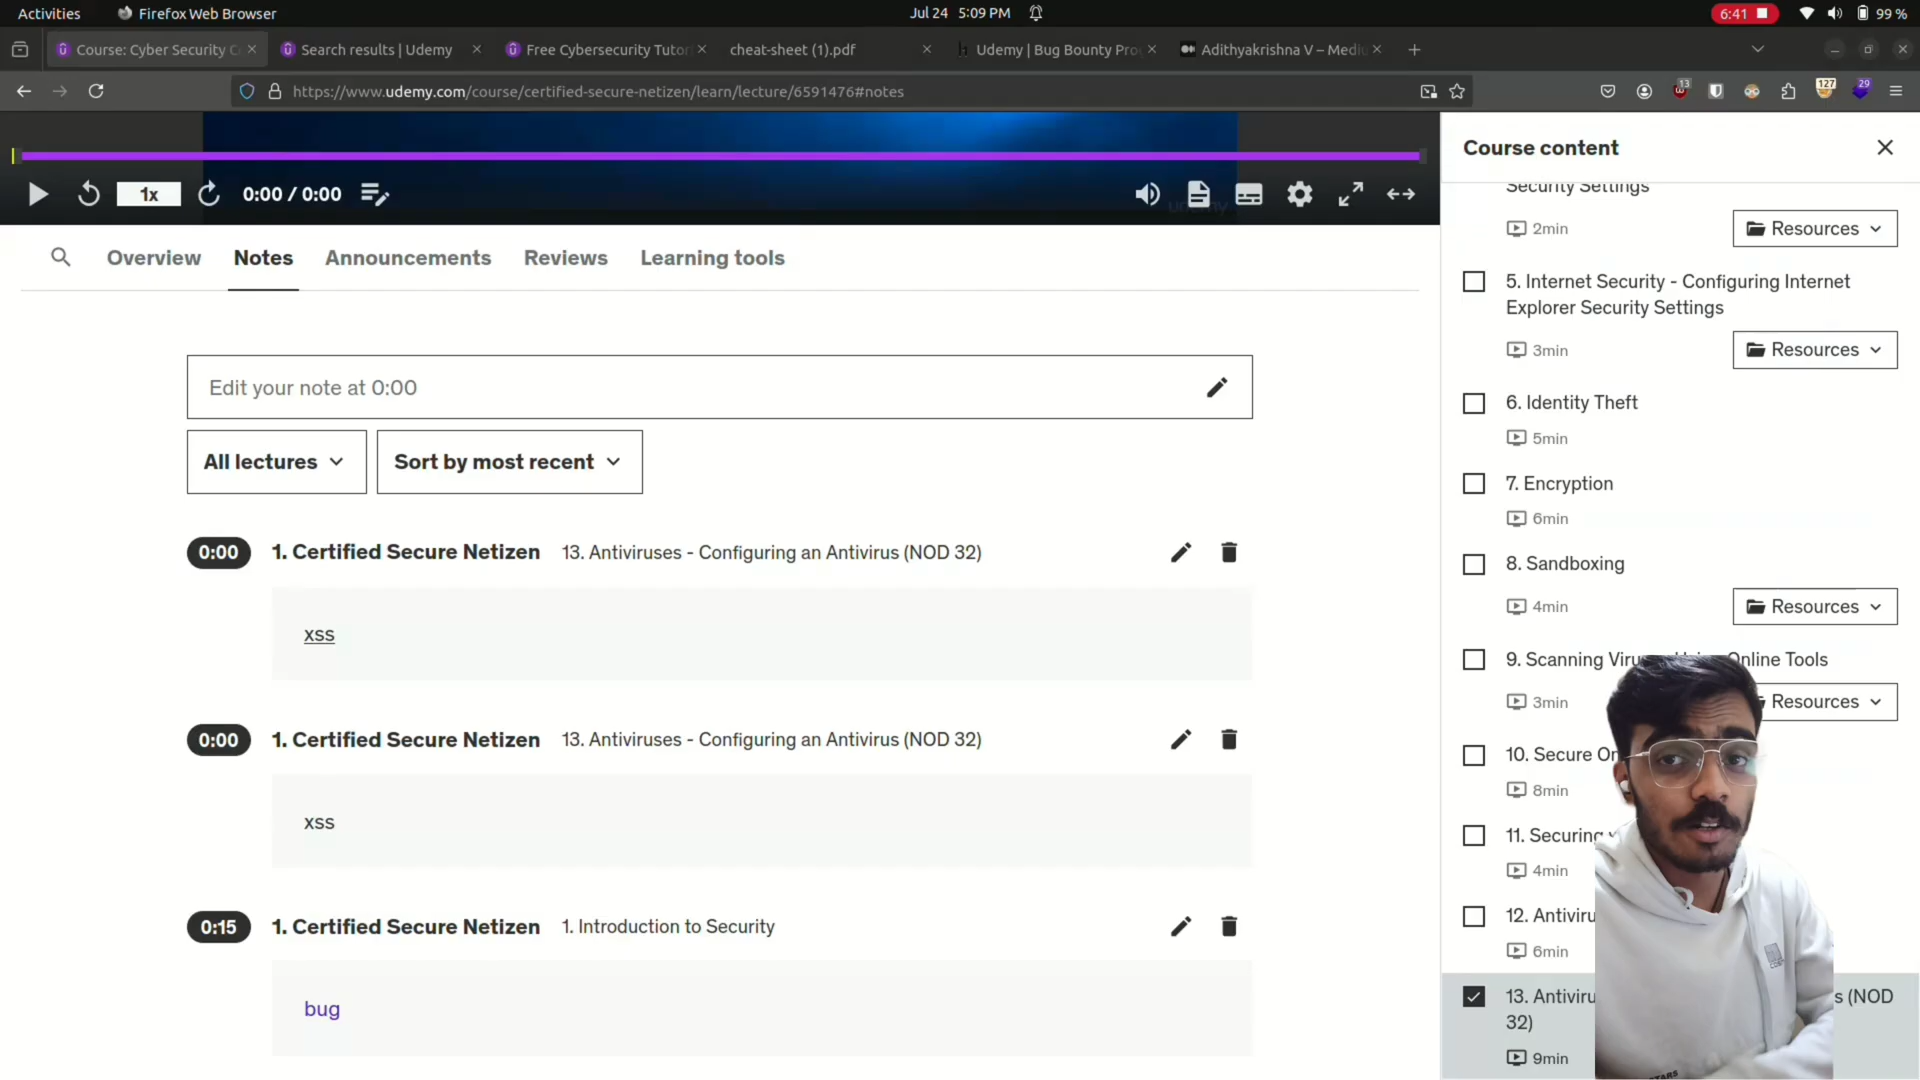 Activities Firefox Web Browser Jul 24 5:09 PM 6:41 99 %
Course: Cyber Security C Search results | Udemy Free Cybersecurity Tutor cheat-sheet (1).pdf Udemy | Bug Bounty Pro Adithyakrishna V – Mediu
https://www.udemy.com/course/certified-secure-netizen/learn/lecture/6591476#notes 13 127 29
1x 0:00 / 0:00
Overview Notes Announcements Reviews Learning tools
Edit your note at 0:00
All lectures Sort by most recent
0:00 1. Certified Secure Netizen 13. Antiviruses - Configuring an Antivirus (NOD 32)
xss
0:00 1. Certified Secure Netizen 13. Antiviruses - Configuring an Antivirus (NOD 32)
xss
0:15 1. Certified Secure Netizen 1. Introduction to Security
bug
Course content
Security Settings
2min Resources
5. Internet Security - Configuring Internet
Explorer Security Settings
3min Resources
6. Identity Theft
5min
7. Encryption
6min
8. Sandboxing
4min Resources
9. Scanning Viru Online Tools
3min Resources
10. Secure On
8min
11. Securing
4min
12. Antiviru
6min
13. Antiviru s (NOD
32)
9min